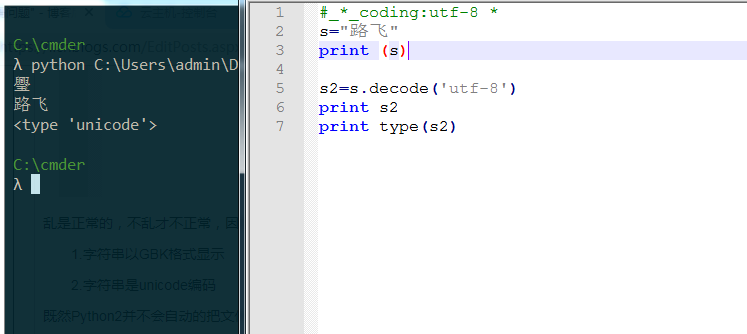 C:\cmder
λ python C:\Users\admin\D
路飞
<type 'unicode'>
C:\cmder
λ
乱是正常的，不乱才不正常，因
1.字符串以GBK格式显示
2.字符串是unicode编码
既然Python2并不会自动的把文
1 #_*_coding:utf-8 *
2 s="路飞"
3 print (s)
4
5 s2=s.decode('utf-8')
6 print s2
7 print type(s2)